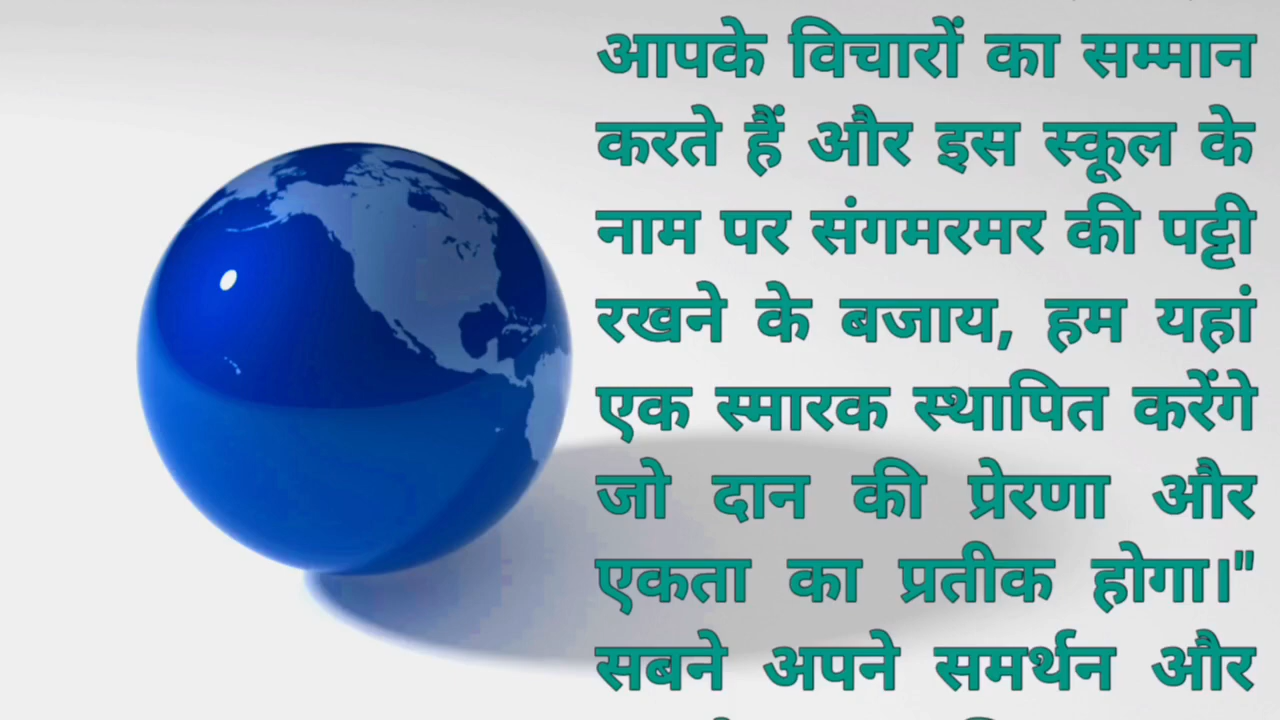 आपके विचारों का सम्मान
करते हैं और इस स्कूल के
नाम पर संगमरमर की पट्टी
रखने के बजाय, हम यहां
एक स्मारक स्थापित करेंगे
जो दान की प्रेरणा और
एकता का प्रतीक होगा।"
सबने अपने समर्थन और